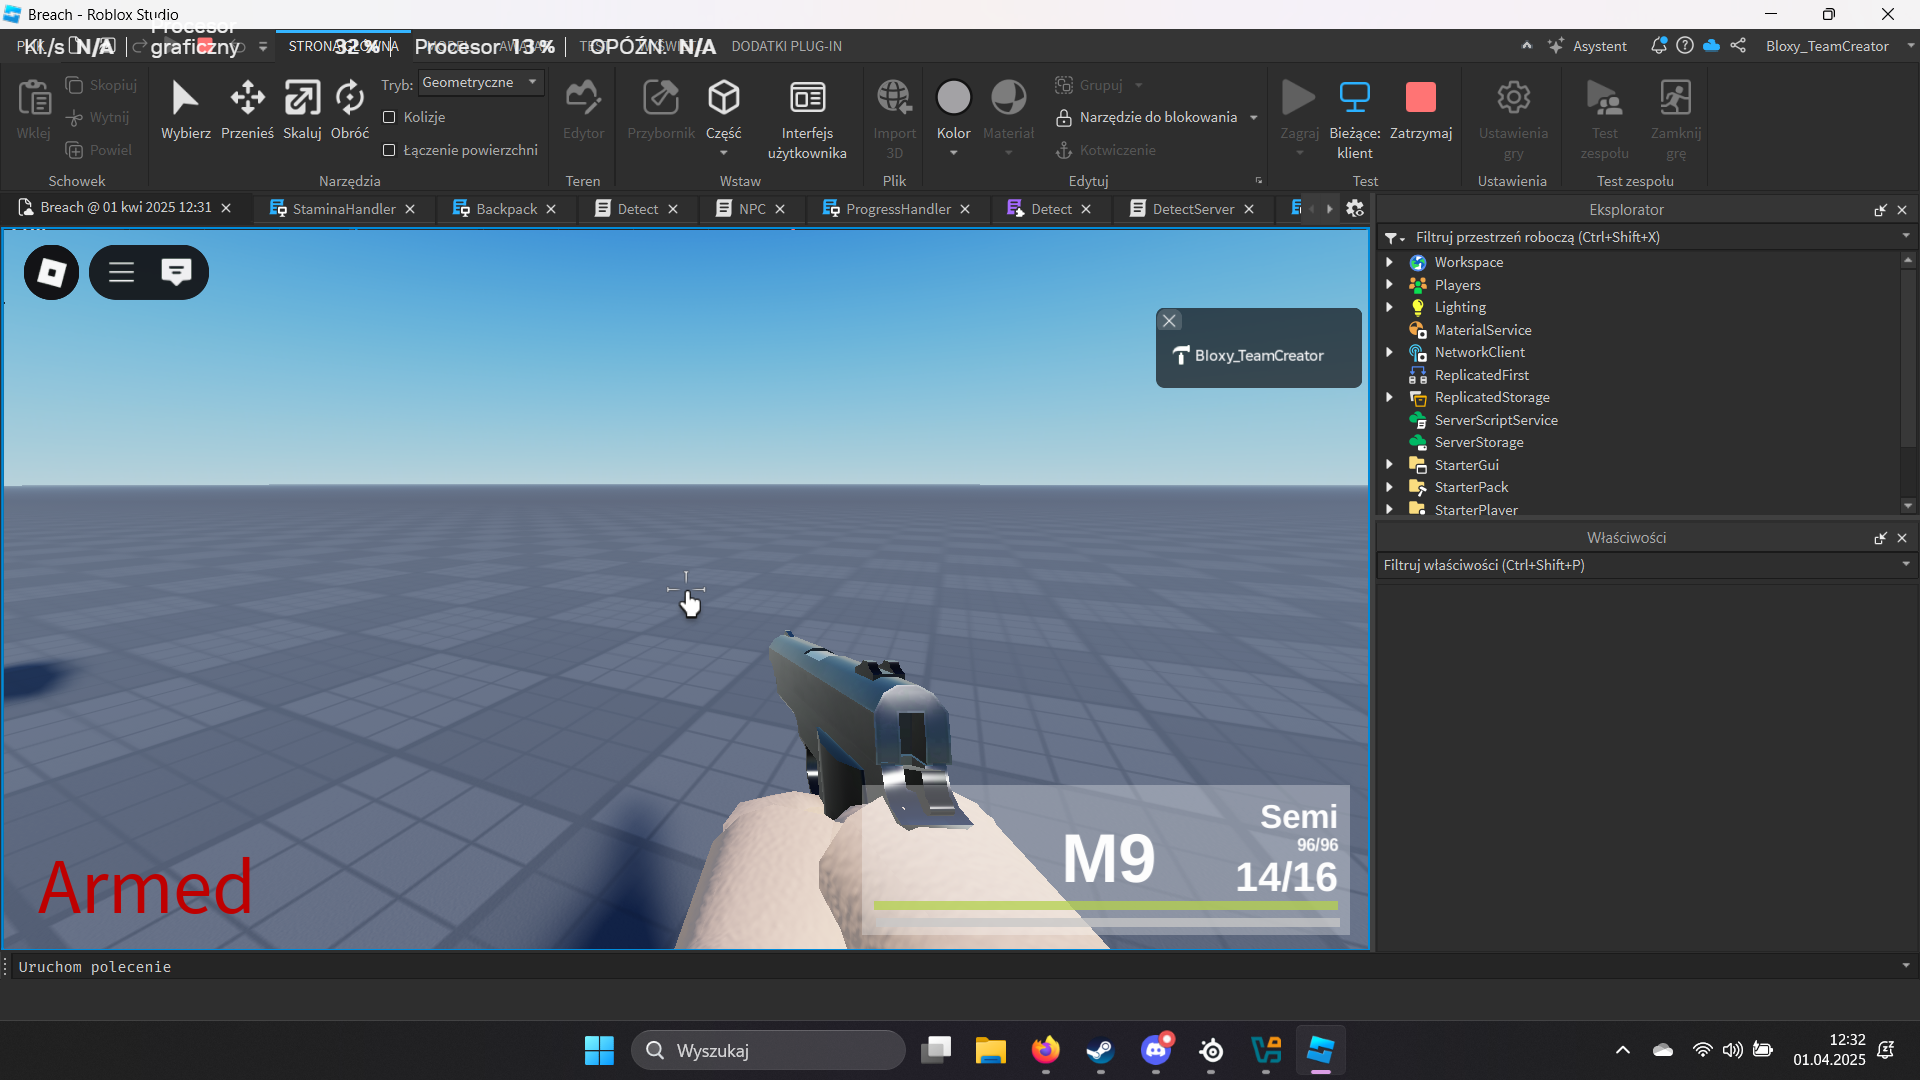 Breach - Roblox Studio
Kl./s N/A
Procesor
graficzny 32 % | Procesor 13 % | OPÓŹN. N/A
DODATKI PLUG-IN
Asystent
Bloxy_TeamCreator
Wklej
Skopiuj
Wytnij
Powiel
Schowek
Wybierz
Przenieś
Skaluj
Obróć
Tryb: Geometryczne
Kolizje
Łączenie powierzchni
Narzędzia
Edytor
Teren
Przybornik
Część
Interfejs
użytkownika
Wstaw
Import
3D
Plik
Kolor
Materiał
Grupuj
Narzędzie do blokowania
Kotwiczenie
Edytuj
Zagraj
Bieżące:
klient
Zatrzymaj
Test
Ustawienia
gry
Ustawienia
Test
zespołu
Zamknij
grę
Test zespołu
Breach @ 01 kwi 2025 12:31
StaminaHandler
Backpack
Detect
NPC
ProgressHandler
Detect
DetectServer
Eksplorator
Filtruj przestrzeń roboczą (Ctrl+Shift+X)
Workspace
Players
Lighting
MaterialService
NetworkClient
ReplicatedFirst
ReplicatedStorage
ServerScriptService
ServerStorage
StarterGui
StarterPack
StarterPlayer
Właściwości
Filtruj właściwości (Ctrl+Shift+P)
Bloxy_TeamCreator
Armed
M9
Semi
96/96
14/16
Uruchom polecenie
Wyszukaj
12:32
01.04.2025